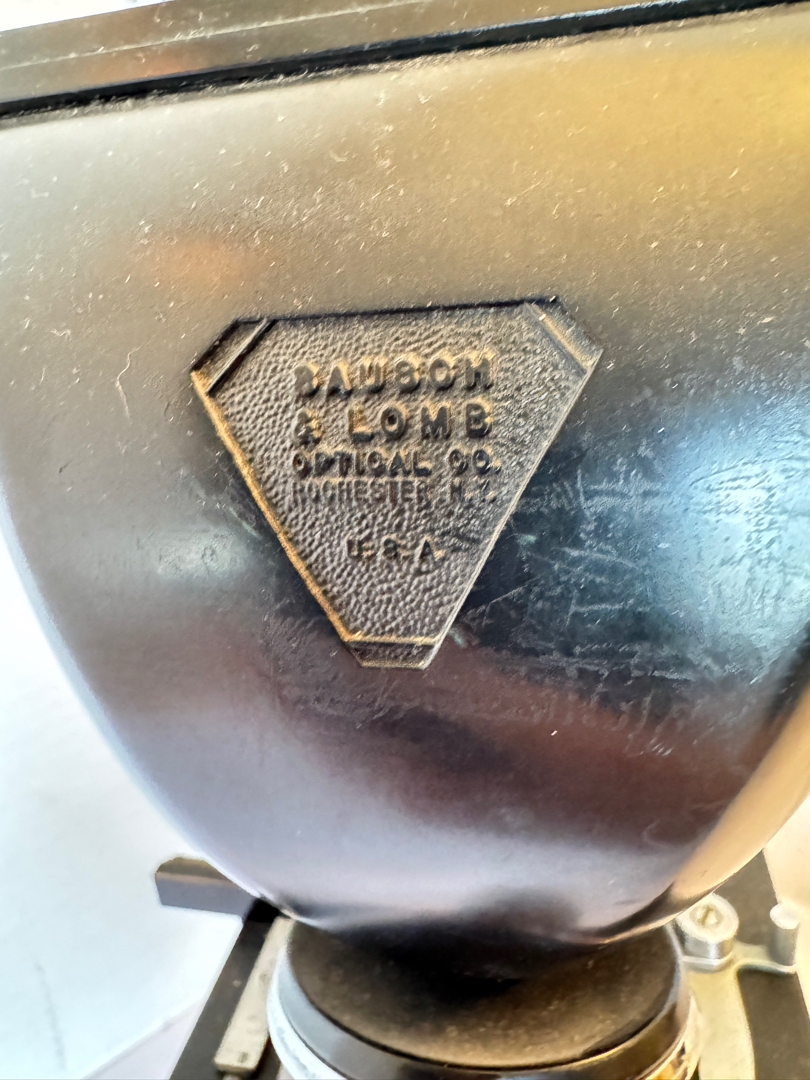 BAUSCH
& LOMB
OPTICAL CO.
ROCHESTER, N.Y.
U-S-A